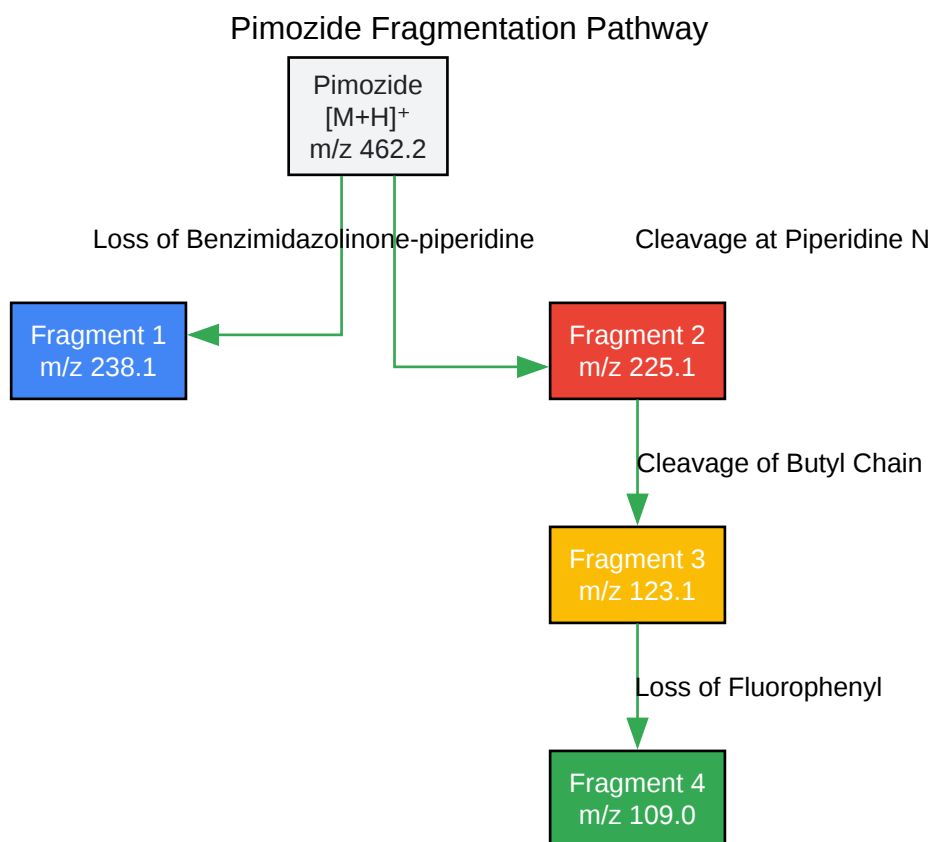 Pimozide Fragmentation Pathway
Pimozide
[M+H]⁺
m/z 462.2
Loss of Benzimidazolinone-piperidine
Cleavage at Piperidine N
Fragment 1
m/z 238.1
Fragment 2
m/z 225.1
Cleavage of Butyl Chain
Fragment 3
m/z 123.1
Loss of Fluorophenyl
Fragment 4
m/z 109.0